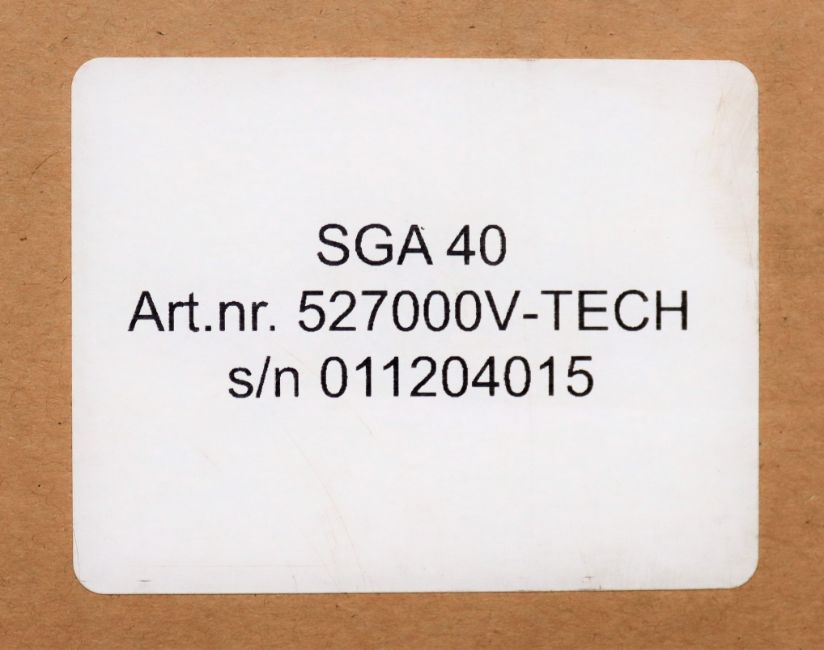 SGA 40
Art.nr. 527000V-TECH
s/n 011204015